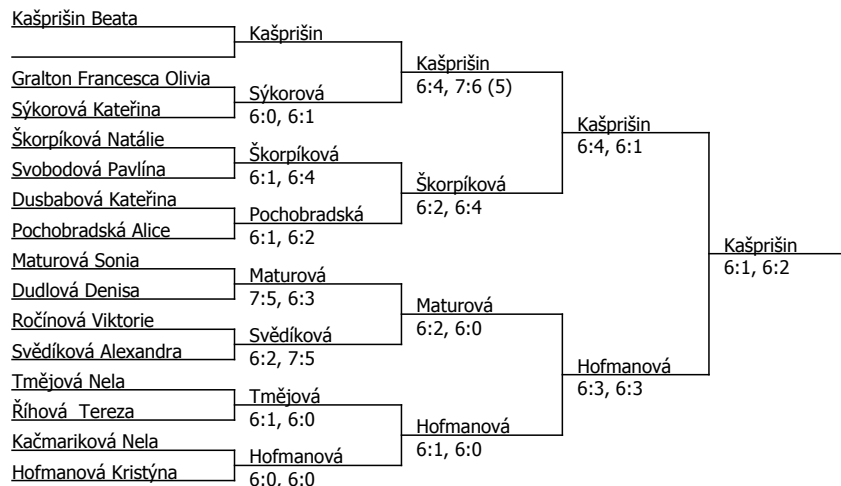 Kašprišin Beata
Kašprišin
Kašprišin
6:4, 7:6 (5)
Gralton Francesca Olivia
Sýkorová
6:0, 6:1
Sýkorová Kateřina
Kašprišin
6:4, 6:1
Škorpíková Natálie
Škorpíková
6:1, 6:4
Svobodová Pavlína
Škorpíková
6:2, 6:4
Dusbabová Kateřina
Pochobradská
6:1, 6:2
Pochobradská Alice
Kašprišin
6:1, 6:2
Maturová Sonia
Maturová
7:5, 6:3
Dudlová Denisa
Maturová
6:2, 6:0
Ročínová Viktorie
Svědíková
6:2, 7:5
Svědíková Alexandra
Hofmanová
6:3, 6:3
Tmějová Nela
Tmějová
6:1, 6:0
Říhová  Tereza
Hofmanová
6:1, 6:0
Kačmariková Nela
Hofmanová
6:0, 6:0
Hofmanová Kristýna